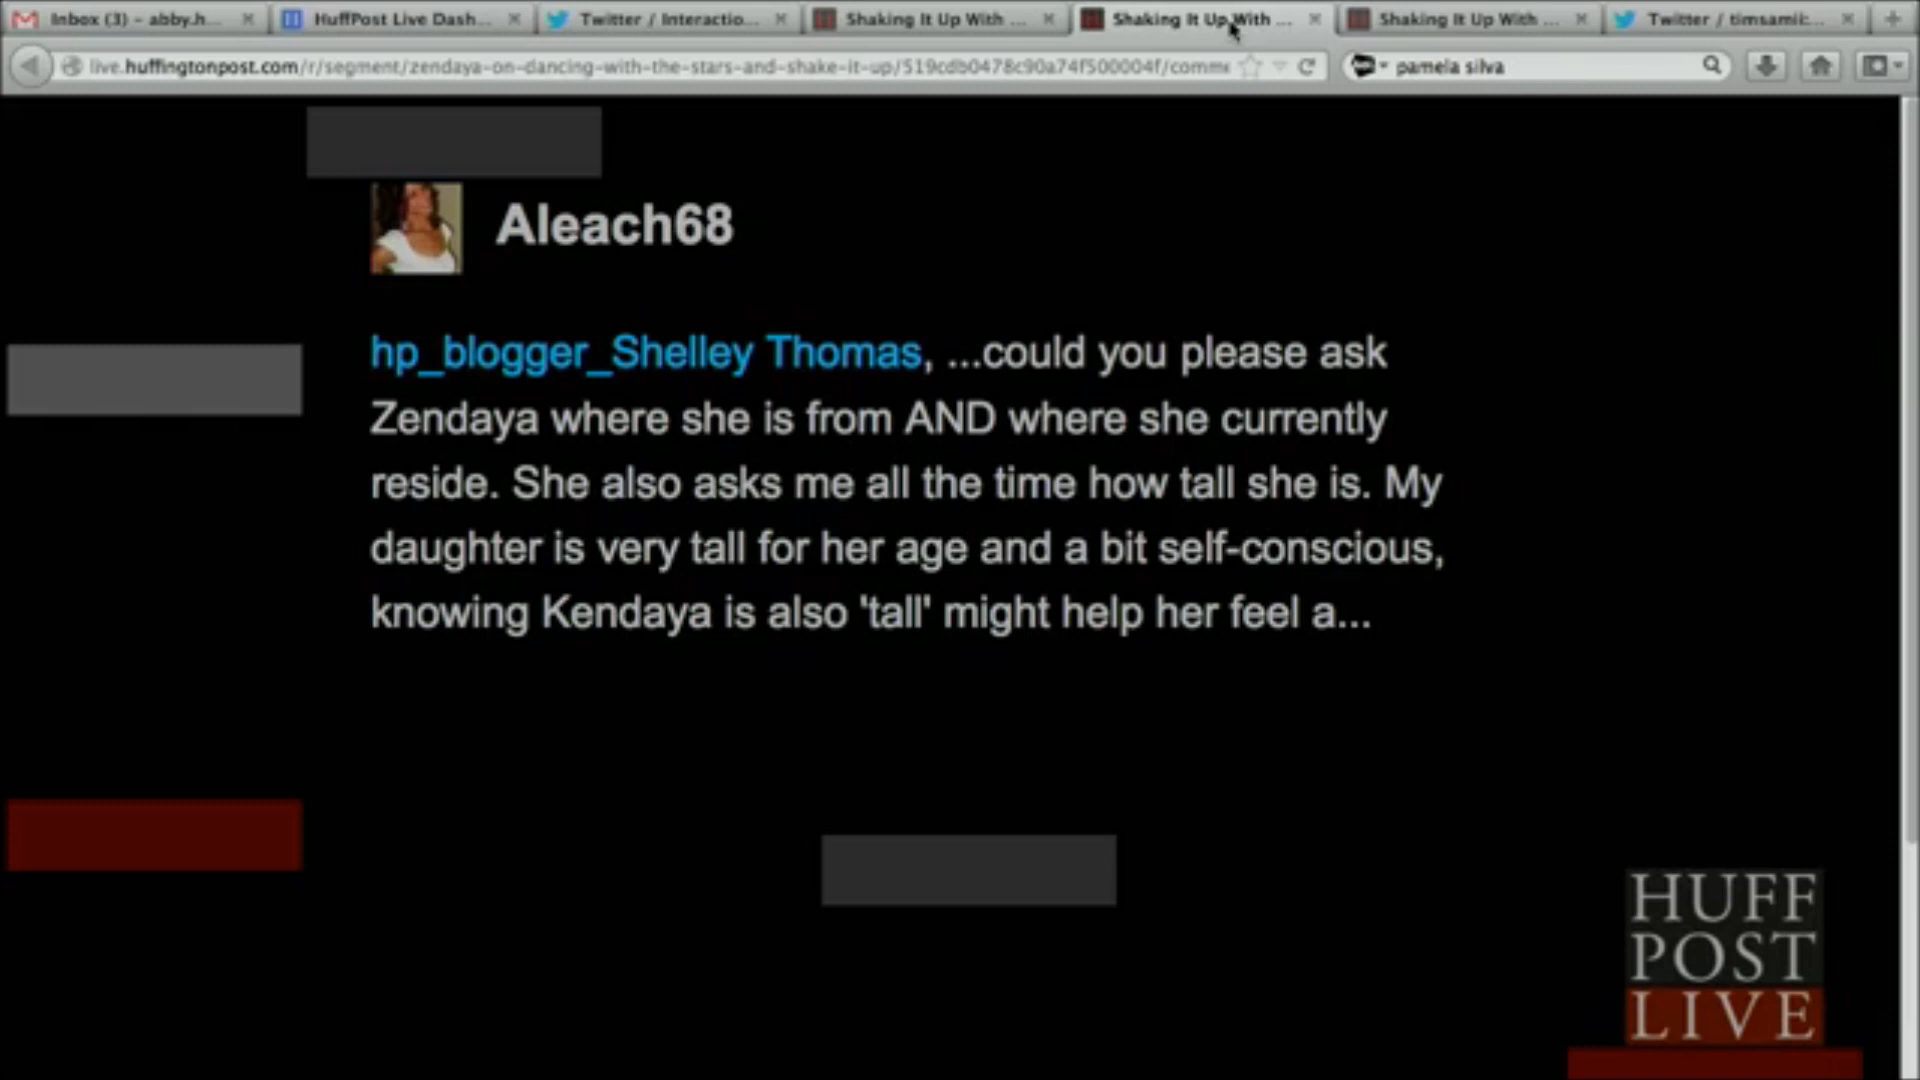 Inbox (3) - abby.h...
HuffPost Live Dash...
Twitter / Interactio...
Shaking It Up With ...
Shaking It Up With ...
Shaking It Up With ...
Twitter / timsamil:...
live.huffingtonpost.com/r/segment/zendaya-on-dancing-with-the-stars-and-shake-it-up/519cdb0478c90a74f500004f/comme
pamela silva
Aleach68
hp_blogger_Shelley Thomas, ...could you please ask
Zendaya where she is from AND where she currently
reside. She also asks me all the time how tall she is. My
daughter is very tall for her age and a bit self-conscious,
knowing Kendaya is also 'tall' might help her feel a...
HUFF
POST
LIVE